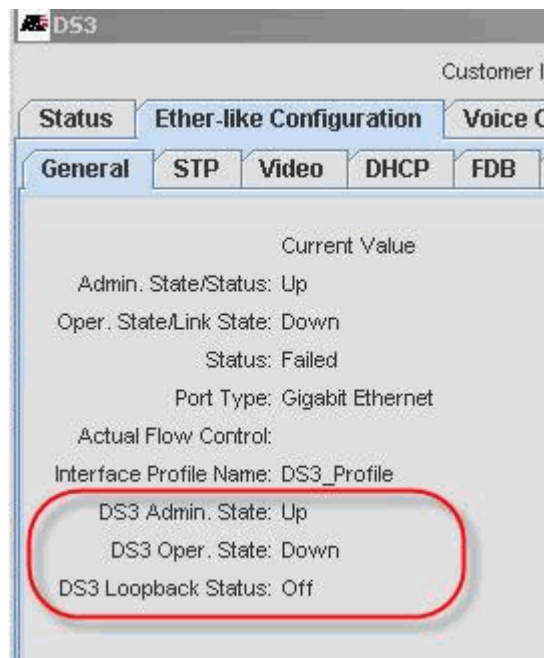 DS3
Customer I
Status Ether-like Configuration Voice C
General STP Video DHCP FDB
Current Value
Admin. State/Status: Up
Oper. State/Link State: Down
Status: Failed
Port Type: Gigabit Ethernet
Actual Flow Control:
Interface Profile Name: DS3_Profile
DS3 Admin. State: Up
DS3 Oper. State: Down
DS3 Loopback Status: Off